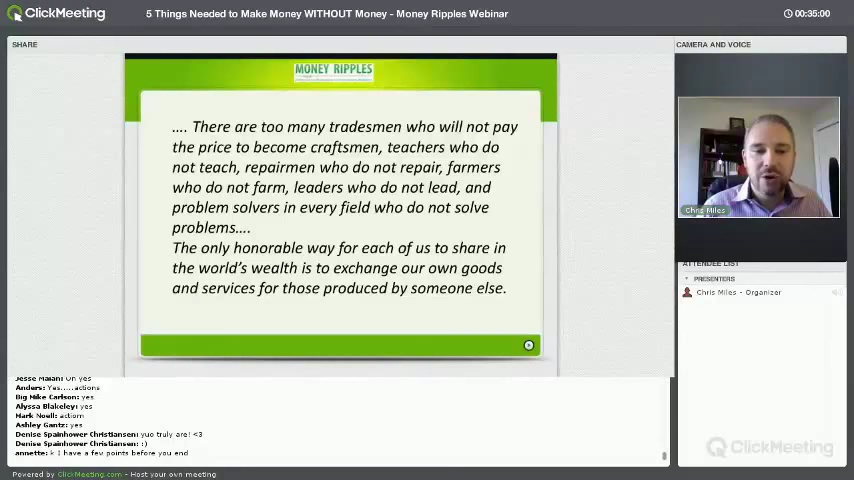 ClickMeeting
5 Things Needed to Make Money WITHOUT Money - Money Ripples Webinar
00:35:00
SHARE
CAMERA AND VOICE
MONEY RIPPLES
.... There are too many tradesmen who will not pay
the price to become craftsmen, teachers who do
not teach, repairmen who do not repair, farmers
who do not farm, leaders who do not lead, and
problem solvers in every field who do not solve
problems....
The only honorable way for each of us to share in
the world's wealth is to exchange our own goods
and services for those produced by someone else.
Chris Miles
ATTENDEE LIST
PRESENTERS
Chris Miles - Organizer
Jesse Malani: Oh yes
Anders: Yes.....actions
Big Mike Carlson: yes
Alyssa Blakeley: yes
Mark Noell: actiom
Ashley Gantz: yes
Denise Spainhower Christiansen: yuo truly are! <3
Denise Spainhower Christiansen: :)
annette: k I have a few points before you end
ClickMeeting
Powered by ClickMeeting.com - Host your own meeting